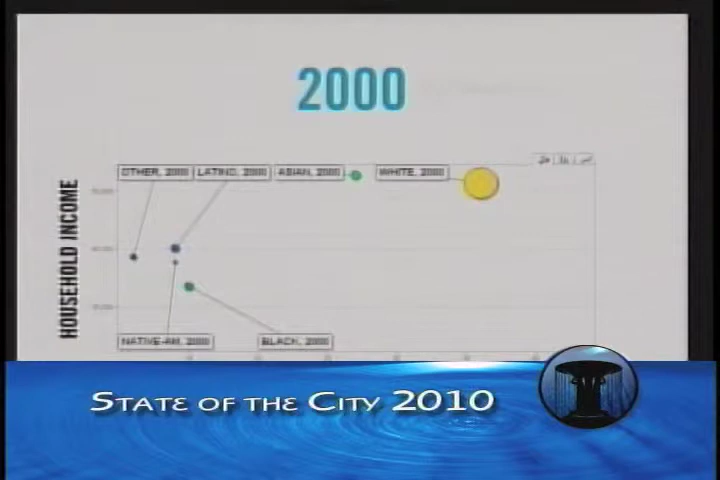 2000
OTHER, 2000
LATINO, 2000
ASIAN, 2000
WHITE, 2000
HOUSEHOLD INCOME
NATIVE-AM, 2000
BLACK, 2000
STATE OF THE CITY 2010